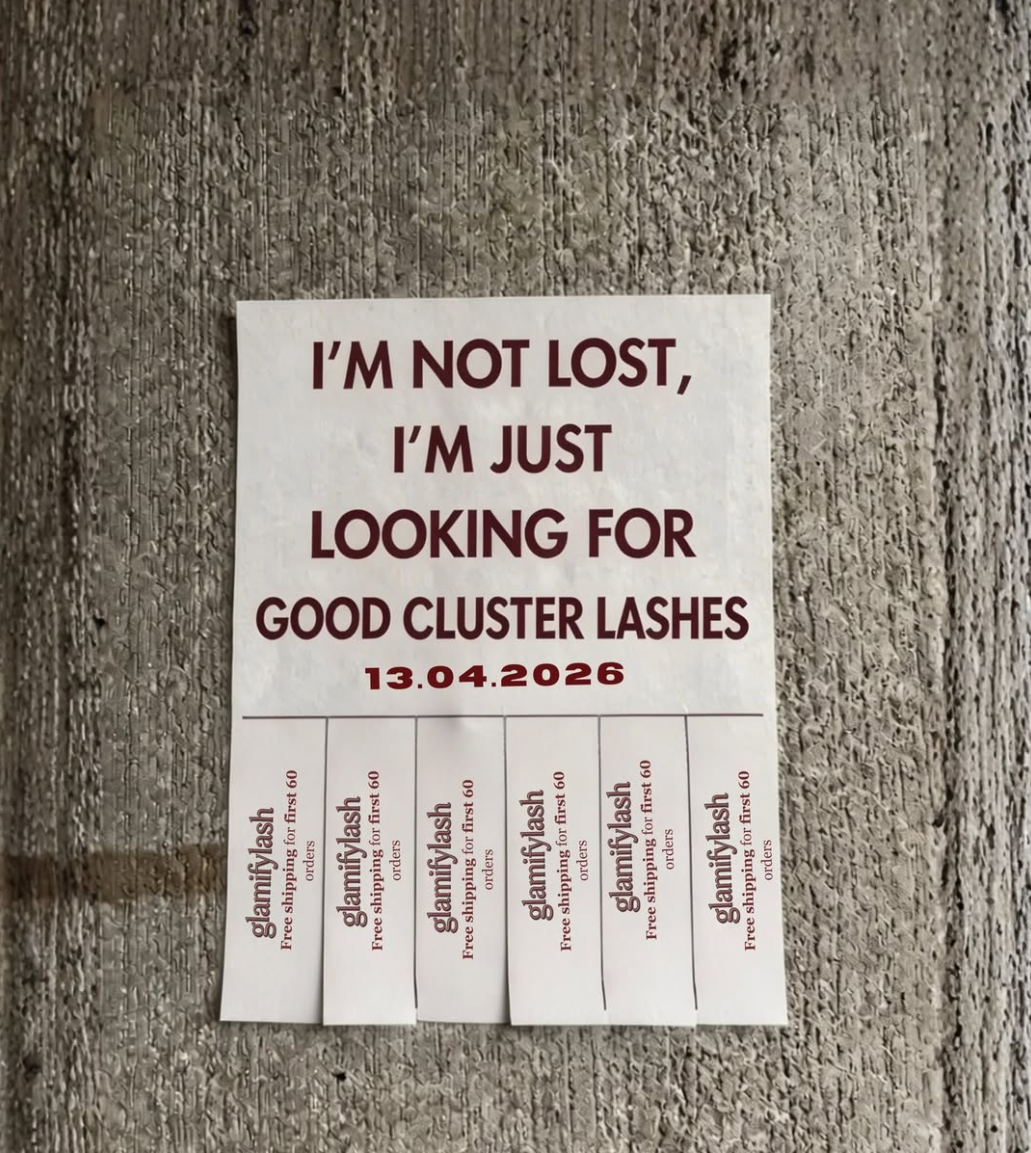 I'M NOT LOST,
I'M JUST
LOOKING FOR
GOOD CLUSTER LASHES
13.04.2026
glamifylash
Free shipping for first 60
orders
glamifylash
Free shipping for first 60
orders
glamifylash
Free shipping for first 60
orders
glamifylash
Free shipping for first 60
orders
glamifylash
Free shipping for first 60
orders
glamifylash
Free shipping for first 60
orders